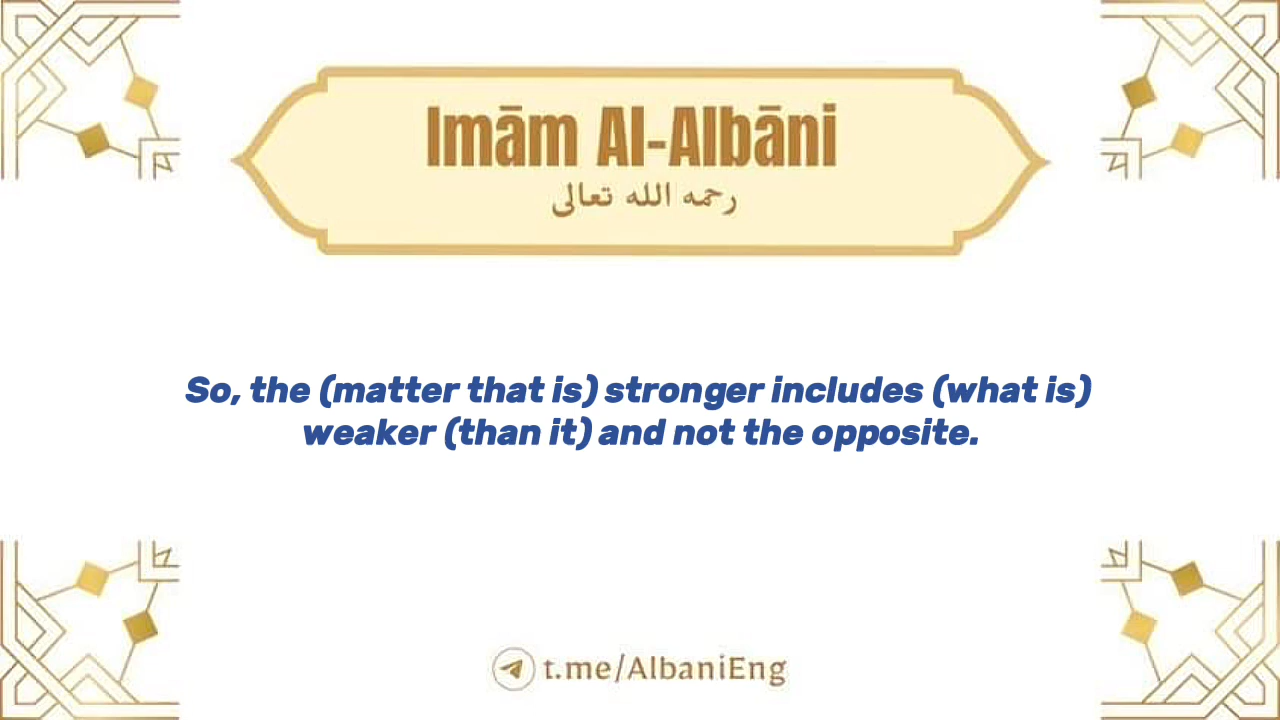 Imām Al-Albāni
رحمه الله تعالى
So, the (matter that is) stronger includes (what is)
weaker (than it) and not the opposite.
t.me/AlbaniEng